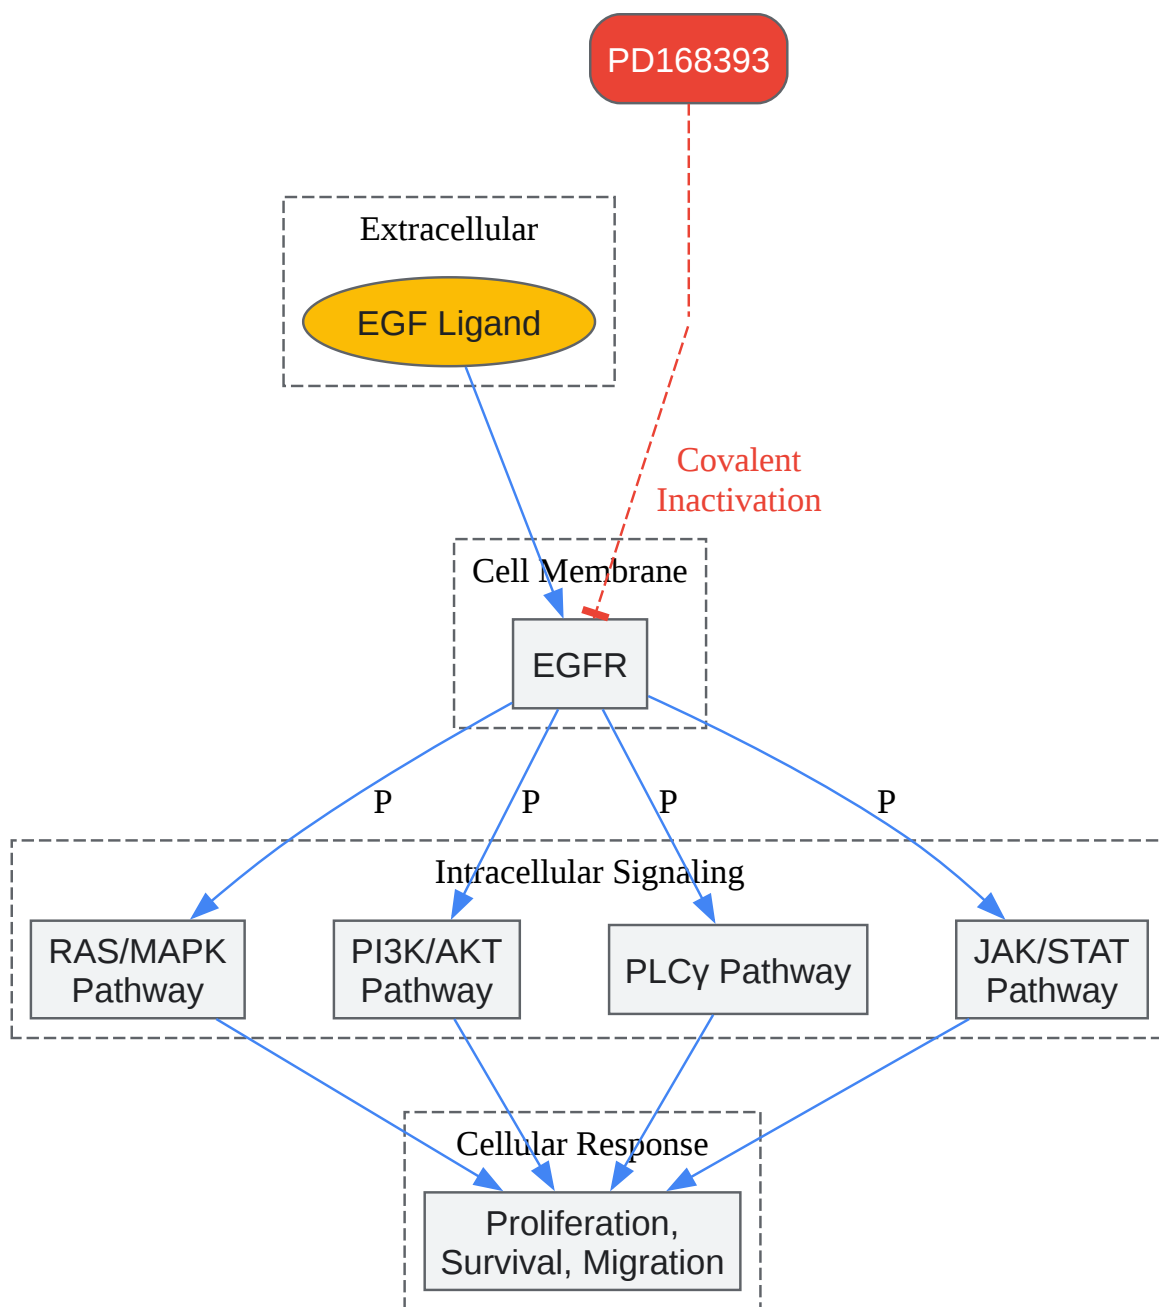 PD168393
Extracellular
EGF Ligand
Covalent
Inactivation
Cell Membrane
EGFR
P
P
P
P
Intracellular Signaling
RAS/MAPK
Pathway
PI3K/AKT
Pathway
PLCγ Pathway
JAK/STAT
Pathway
Cellular Response
Proliferation,
Survival, Migration